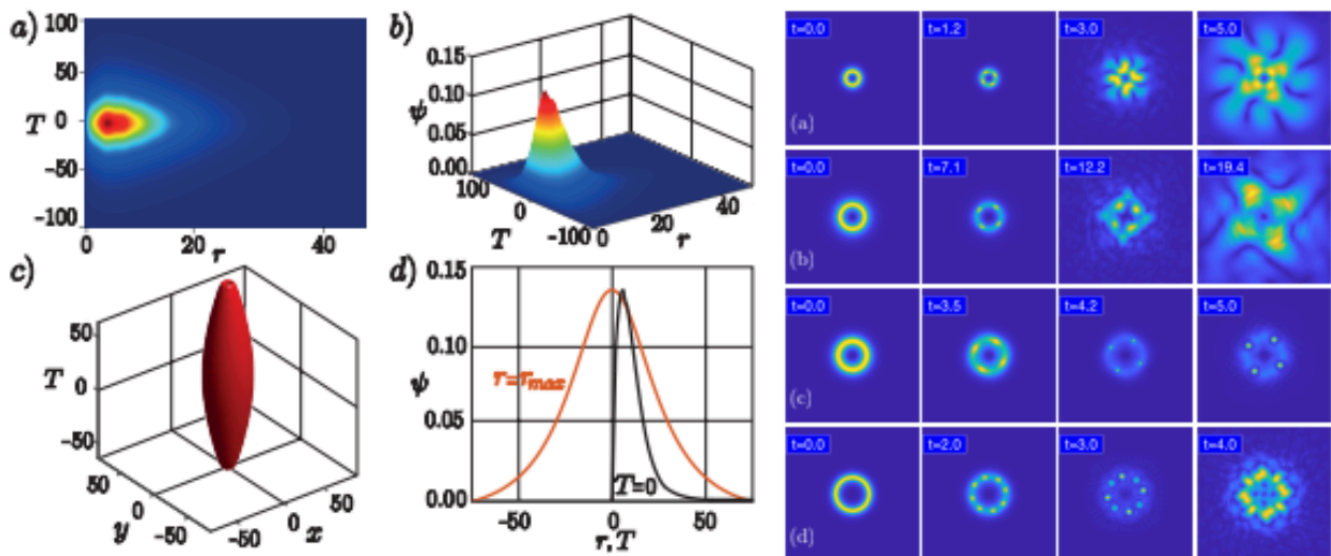 a)
T
100
50
0
-50
-100
0
20
40
r
b)
ψ
0.15
0.10
0.05
0.00
100
0
-100
T
0
20
40
r
c)
T
50
0
-50
50
0
-50
y
-50
0
50
x
d)
ψ
0.15
0.10
0.05
0.00
r=rmax
T=0
-50
0
50
r, T
t=0.0
t=1.2
t=3.0
t=5.0
(a)
t=0.0
t=7.1
t=12.2
t=19.4
(b)
t=0.0
t=3.5
t=4.2
t=5.0
(c)
t=0.0
t=2.0
t=3.0
t=4.0
(d)